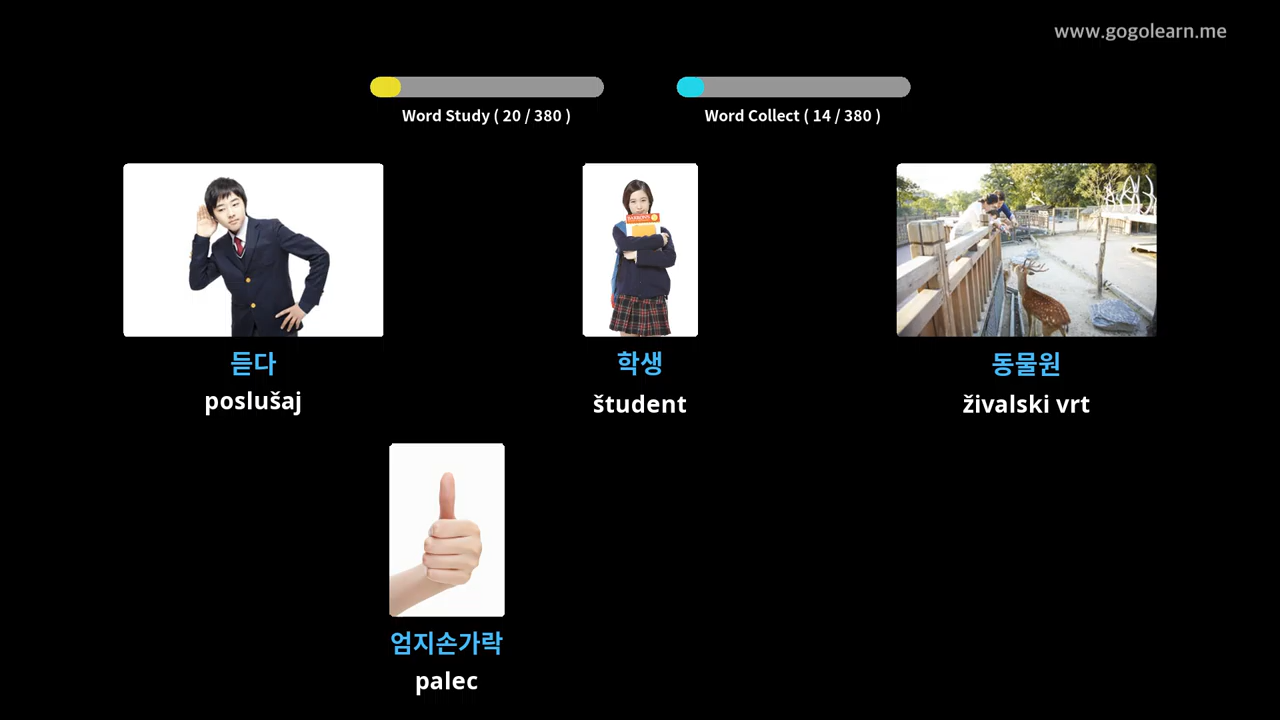 www.gogolearn.me
Word Study ( 20 / 380 )
Word Collect ( 14 / 380 )
듣다
poslušaj
학생
študent
동물원
živalski vrt
엄지손가락
palec